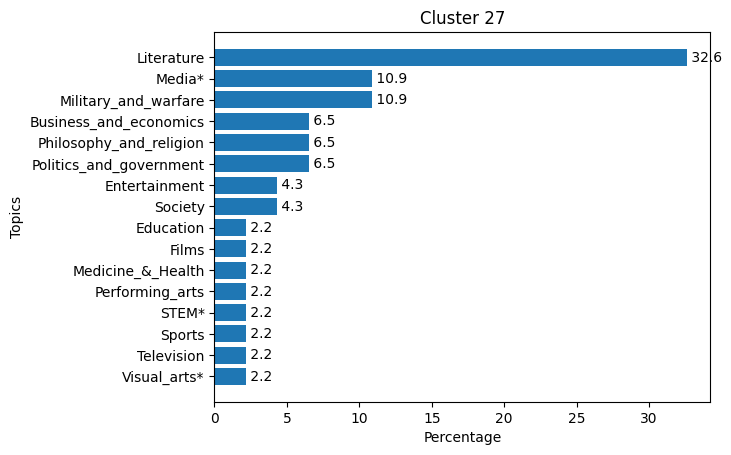 Cluster 27
Literature 32.6
Media* 10.9
Military_and_warfare 10.9
Business_and_economics 6.5
Philosophy_and_religion 6.5
Politics_and_government 6.5
Entertainment 4.3
Society 4.3
Education 2.2
Films 2.2
Medicine_&_Health 2.2
Performing_arts 2.2
STEM* 2.2
Sports 2.2
Television 2.2
Visual_arts* 2.2
Topics
0 5 10 15 20 25 30
Percentage